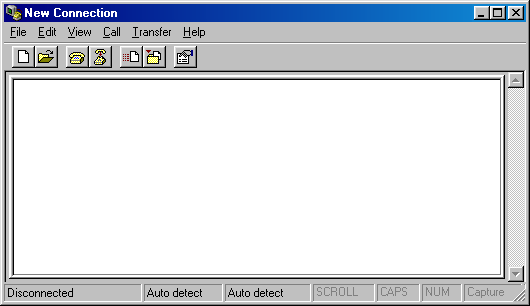 New Connection
File Edit View Call Transfer Help
Disconnected Auto detect Auto detect SCROLL CAPS NUM Capture